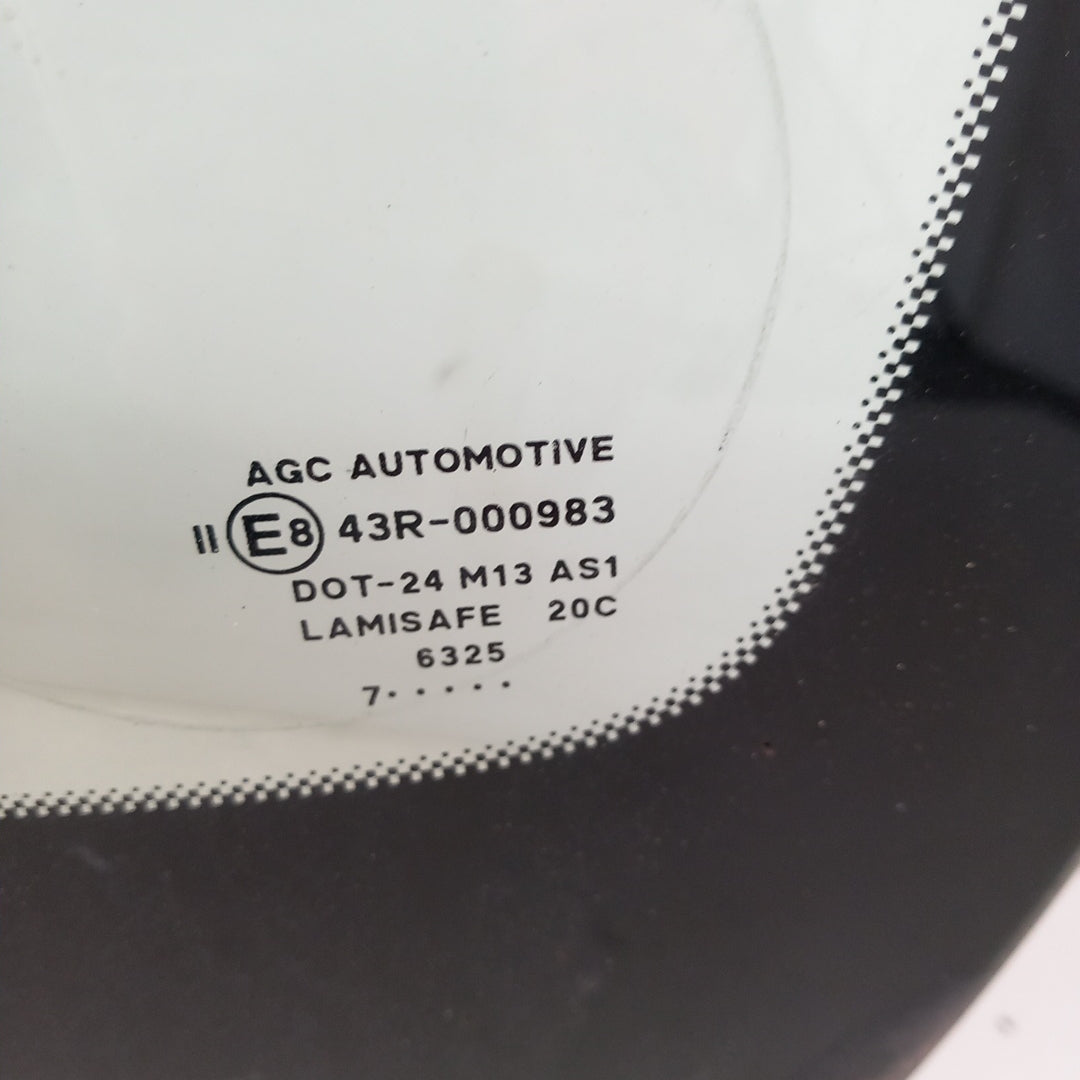 AGC AUTOMOTIVE
II E8 43R-000983
DOT-24 M13 AS1
LAMISAFE 20C
6325
7· · · · ·